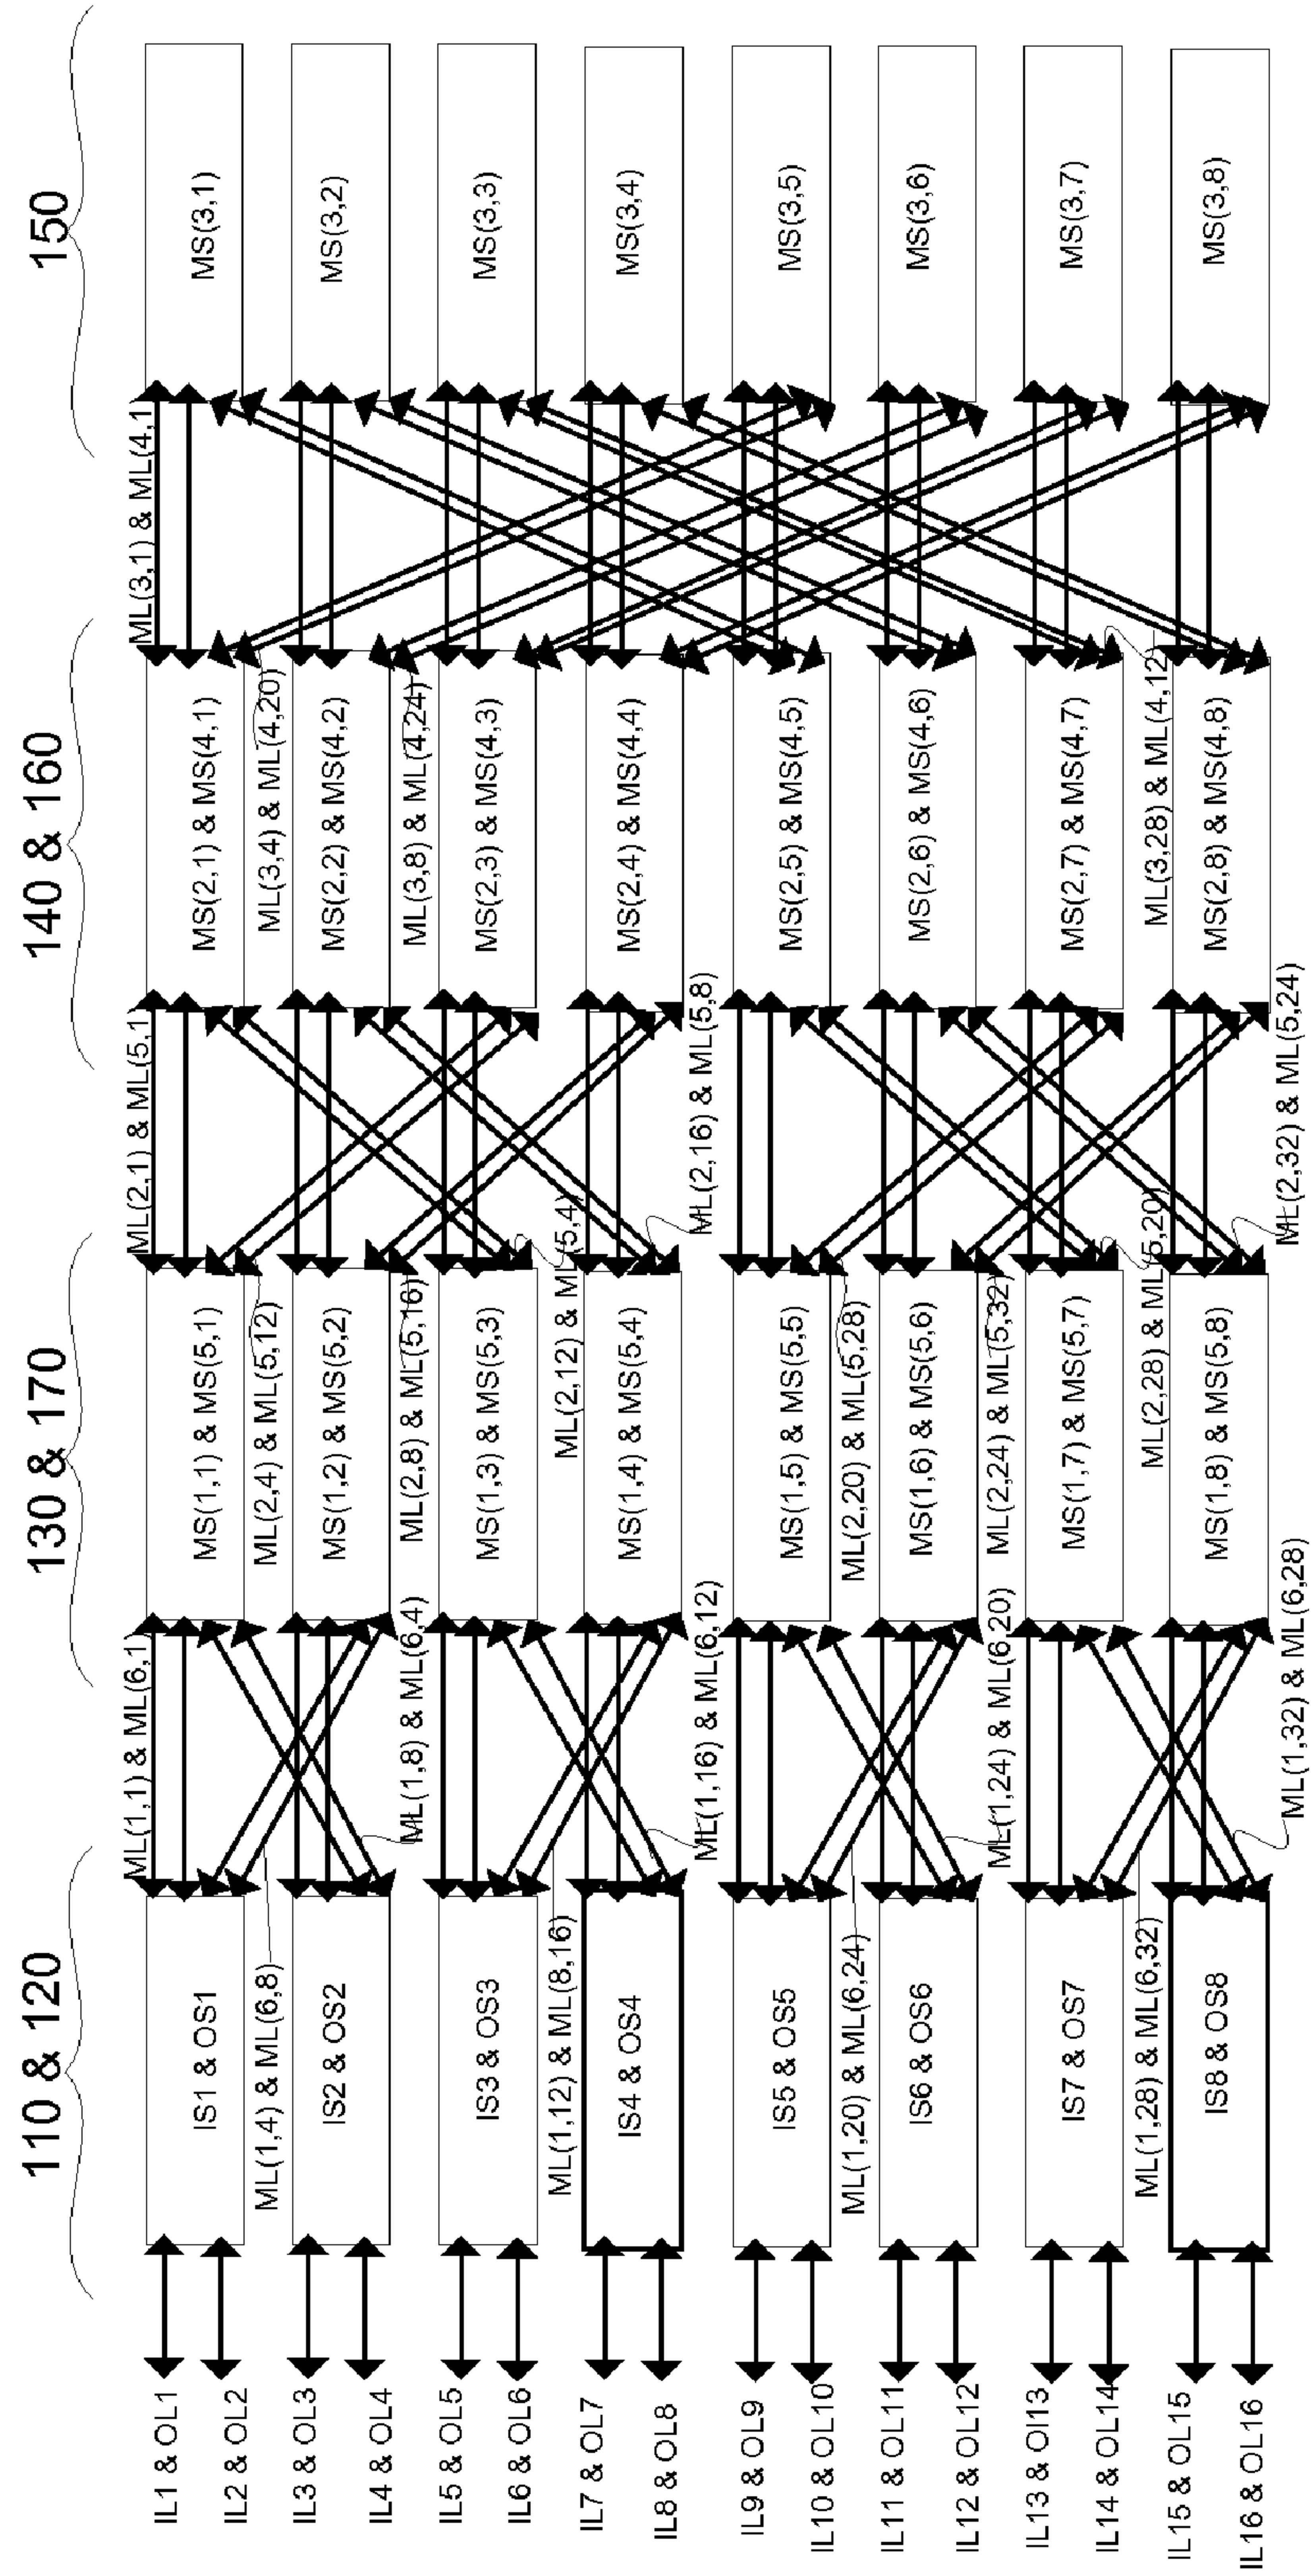 110 & 120
130 & 170
140 & 160
150
IL1 & OL1
IL2 & OL2
IL3 & OL3
IL4 & OL4
IL5 & OL5
IL6 & OL6
IL7 & OL7
IL8 & OL8
IL9 & OL9
IL10 & OL10
IL11 & OL11
IL12 & OL12
IL13 & Ol13
IL14 & OL14
IL15 & OL15
IL16 & OL16
IS1 & OS1
ML(1,4) & ML(6,8)
IS2 & OS2
IS3 & OS3
ML(1,12) & ML(8,16)
IS4 & OS4
IS5 & OS5
ML(1,20) & ML(6,24)
IS6 & OS6
IS7 & OS7
ML(1,28) & ML(6,32)
IS8 & OS8
ML(1,1) & ML(6,1)
ML(1,8) & ML(6,4)
ML(1,16) & ML(6,12)
ML(1,24) & ML(6,20)
ML(1,32) & ML(6,28)
MS(1,1) & MS(5,1)
ML(2,4) & ML(5,12)
MS(1,2) & MS(5,2)
ML(2,8) & ML(5,16)
MS(1,3) & MS(5,3)
ML(2,12) & ML(5,4)
MS(1,4) & MS(5,4)
MS(1,5) & MS(5,5)
ML(2,20) & ML(5,28)
MS(1,6) & MS(5,6)
ML(2,24) & ML(5,32)
MS(1,7) & MS(5,7)
ML(2,28) & ML(5,20)
MS(1,8) & MS(5,8)
ML(2,1) & ML(5,1)
ML(2,16) & ML(5,8)
ML(2,32) & ML(5,24)
MS(2,1) & MS(4,1)
ML(3,4) & ML(4,20)
MS(2,2) & MS(4,2)
ML(3,8) & ML(4,24)
MS(2,3) & MS(4,3)
MS(2,4) & MS(4,4)
MS(2,5) & MS(4,5)
MS(2,6) & MS(4,6)
MS(2,7) & MS(4,7)
ML(3,28) & ML(4,12)
MS(2,8) & MS(4,8)
ML(3,1) & ML(4,1
MS(3,1)
MS(3,2)
MS(3,3)
MS(3,4)
MS(3,5)
MS(3,6)
MS(3,7)
MS(3,8)